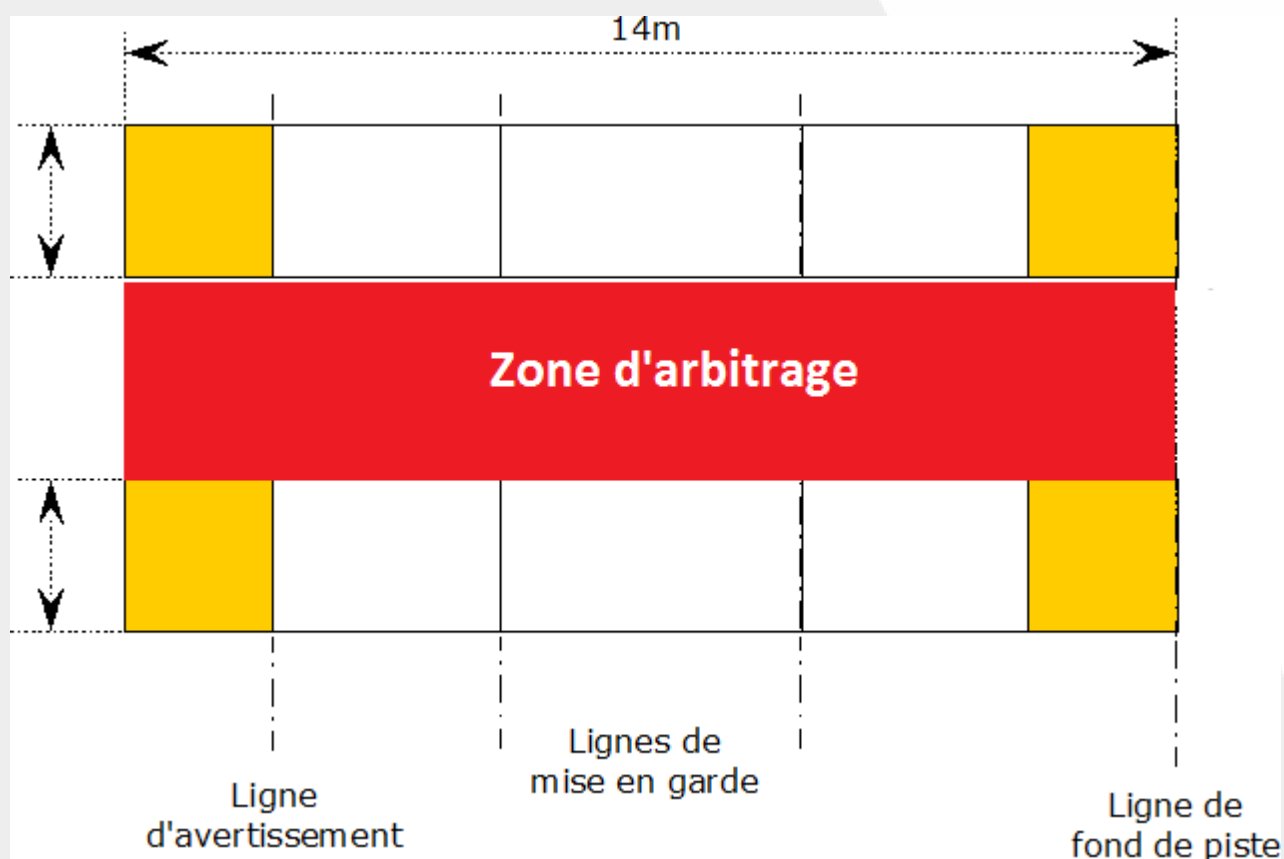 14m
Zone d'arbitrage
Lignes de
mise en garde
Ligne
d'avertissement
Ligne de
fond de piste